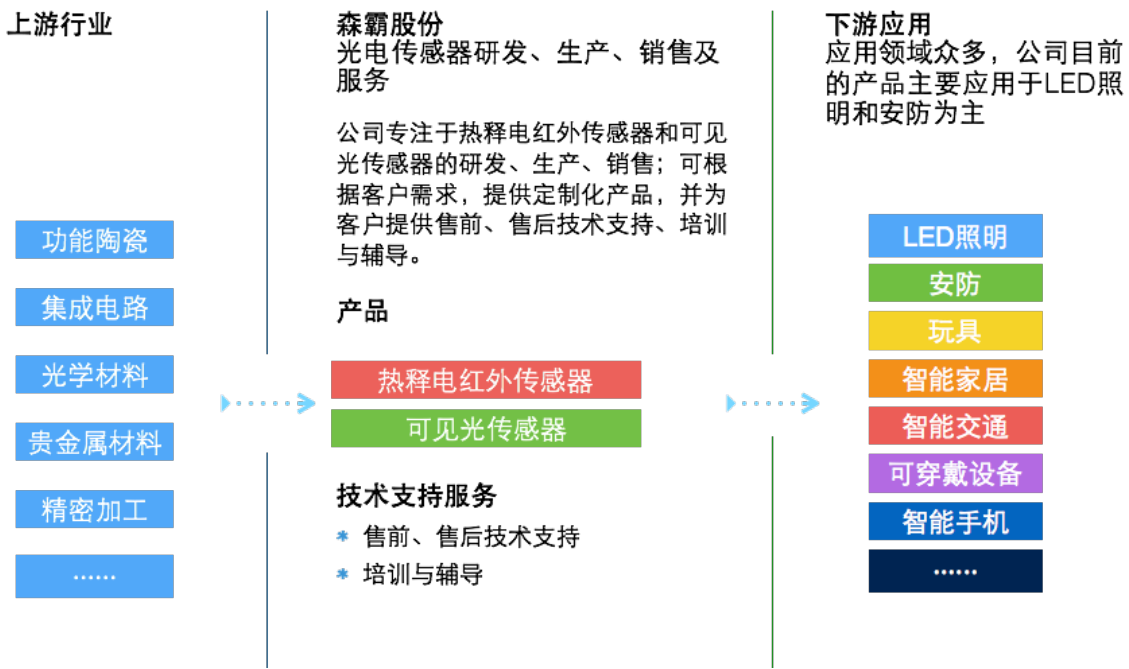 上游行业
功能陶瓷
集成电路
光学材料
贵金属材料
精密加工
……
森霸股份
光电传感器研发、生产、销售及
服务
公司专注于热释电红外传感器和可见
光传感器的研发、生产、销售；可根
据客户需求，提供定制化产品，并为
客户提供售前、售后技术支持、培训
与辅导。
产品
热释电红外传感器
可见光传感器
技术支持服务
* 售前、售后技术支持
* 培训与辅导
下游应用
应用领域众多，公司目前
的产品主要应用于LED照
明和安防为主
LED照明
安防
玩具
智能家居
智能交通
可穿戴设备
智能手机
……